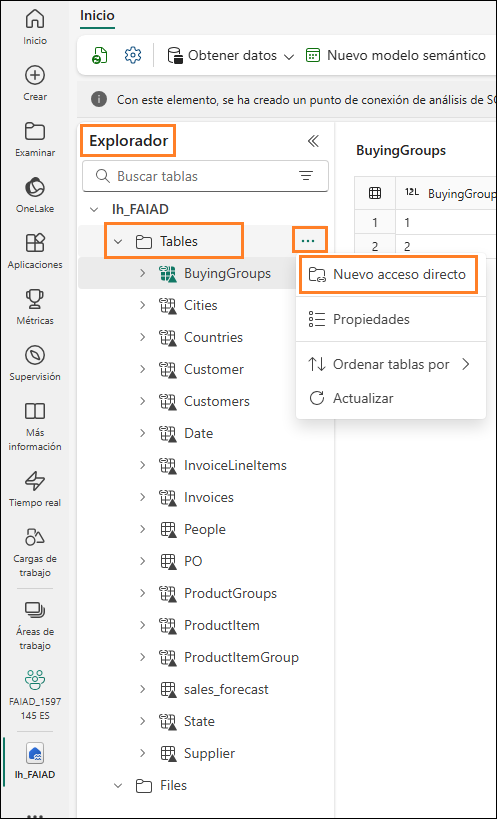 Inicio
Crear
Examinar
OneLake
Aplicaciones
Métricas
Supervisión
Más
información
Tiempo real
Cargas de
trabajo
Áreas de
trabajo
FAIAD_1597
145 ES
lh_FAIAD
Inicio
Obtener datos
Nuevo modelo semántico
Con este elemento, se ha creado un punto de conexión de análisis de
Explorador
Buscar tablas
lh_FAIAD
Tables
BuyingGroups
Cities
Countries
Customer
Customers
Date
InvoiceLineItems
Invoices
People
PO
ProductGroups
ProductItem
ProductItemGroup
sales_forecast
State
Supplier
Files
BuyingGroups
12L BuyingGroup
1 1
2 2
Nuevo acceso directo
Propiedades
Ordenar tablas por
Actualizar